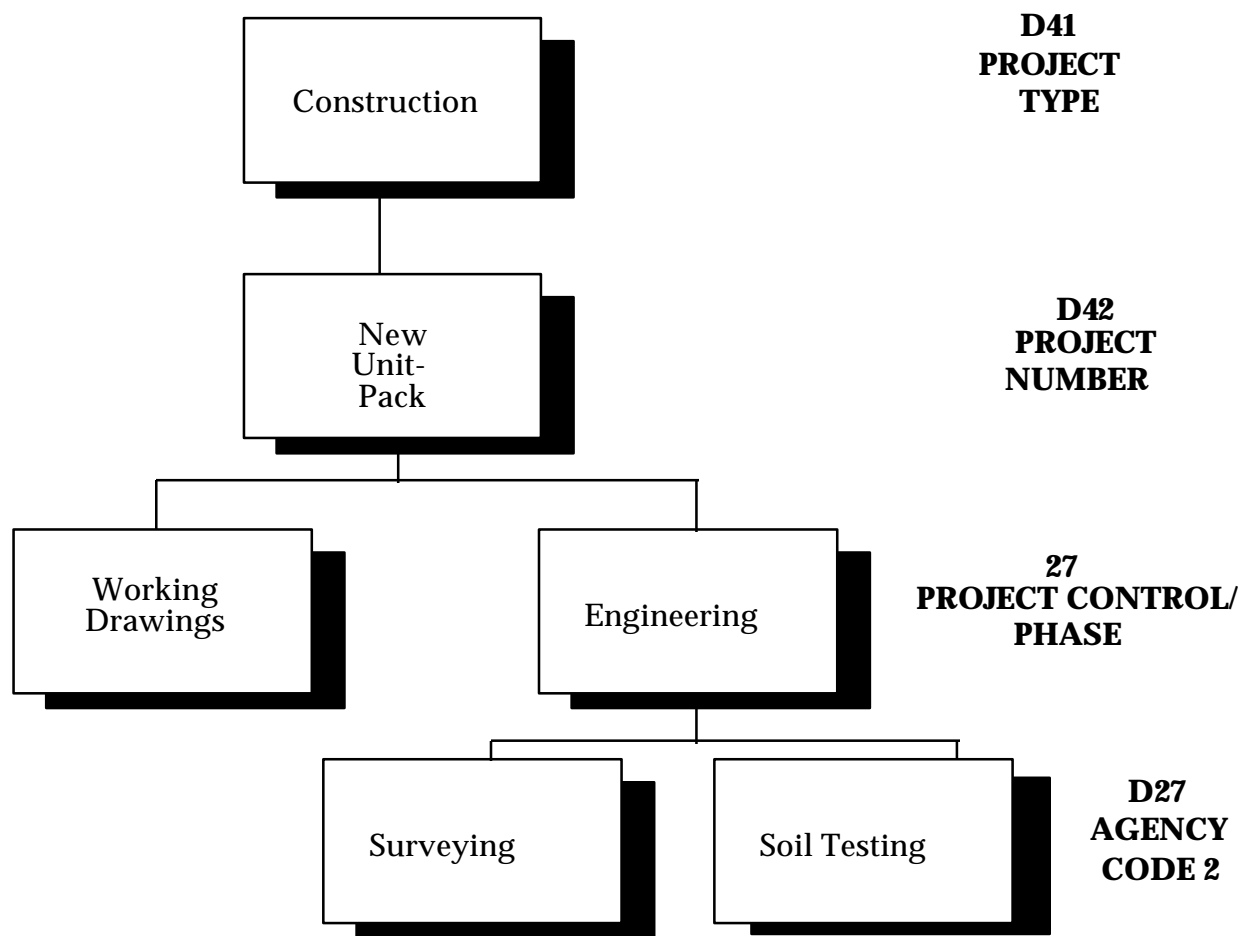 Construction
D41
PROJECT
TYPE
New
Unit-
Pack
D42
PROJECT
NUMBER
Working
Drawings
Engineering
27
PROJECT CONTROL/
PHASE
Surveying
Soil Testing
D27
AGENCY
CODE 2